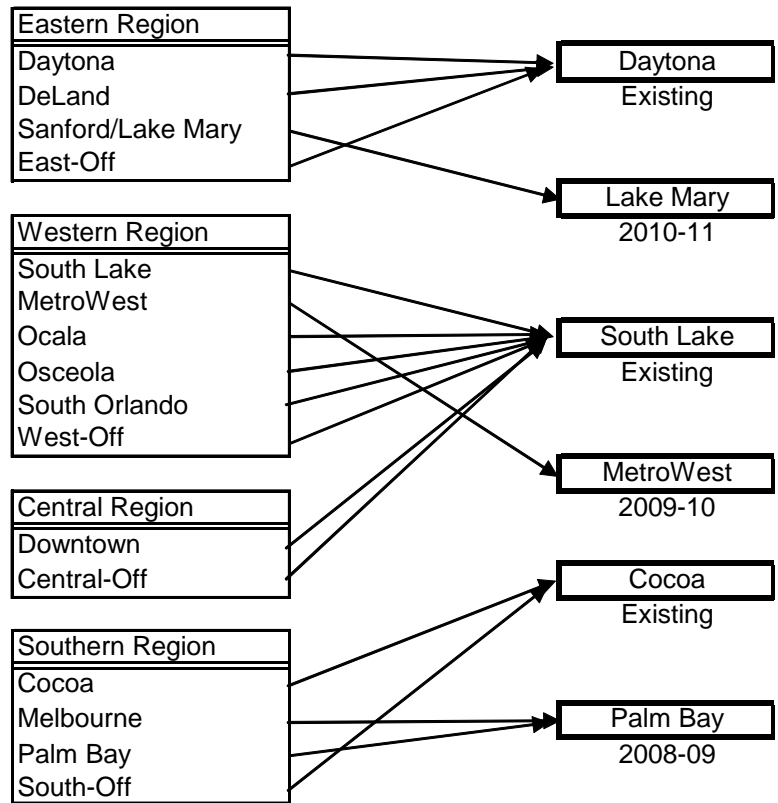 Eastern Region
Daytona
DeLand
Sanford/Lake Mary
East-Off
Western Region
South Lake
MetroWest
Ocala
Osceola
South Orlando
West-Off
Central Region
Downtown
Central-Off
Southern Region
Cocoa
Melbourne
Palm Bay
South-Off
Daytona
Existing
Lake Mary
2010-11
South Lake
Existing
MetroWest
2009-10
Cocoa
Existing
Palm Bay
2008-09